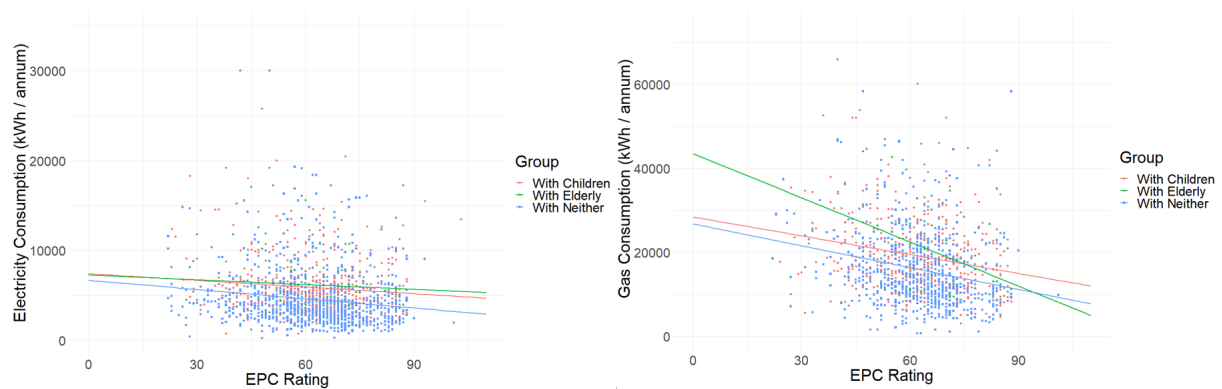 Electricity Consumption (kWh / annum)
30000
20000
10000
0
0
30
60
90
EPC Rating
Group
With Children
With Elderly
With Neither
Gas Consumption (kWh / annum)
60000
40000
20000
0
0
30
60
90
EPC Rating
Group
With Children
With Elderly
With Neither